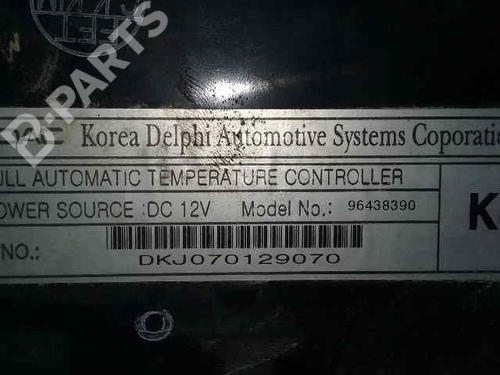 B-PARTS
Korea Delphi Automotive Systems Coporatio
ULL AUTOMATIC TEMPERATURE CONTROLLER
OWER SOURCE :DC 12V Model No.: 96438390
K
NO.:
DKJ070129070